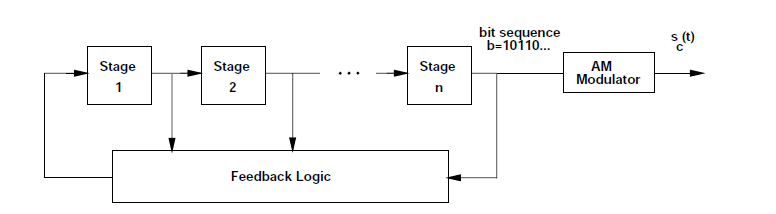 bit sequence
b=10110...
s (t)
c
Stage
1
Stage
2
...
Stage
n
AM
Modulator
Feedback Logic